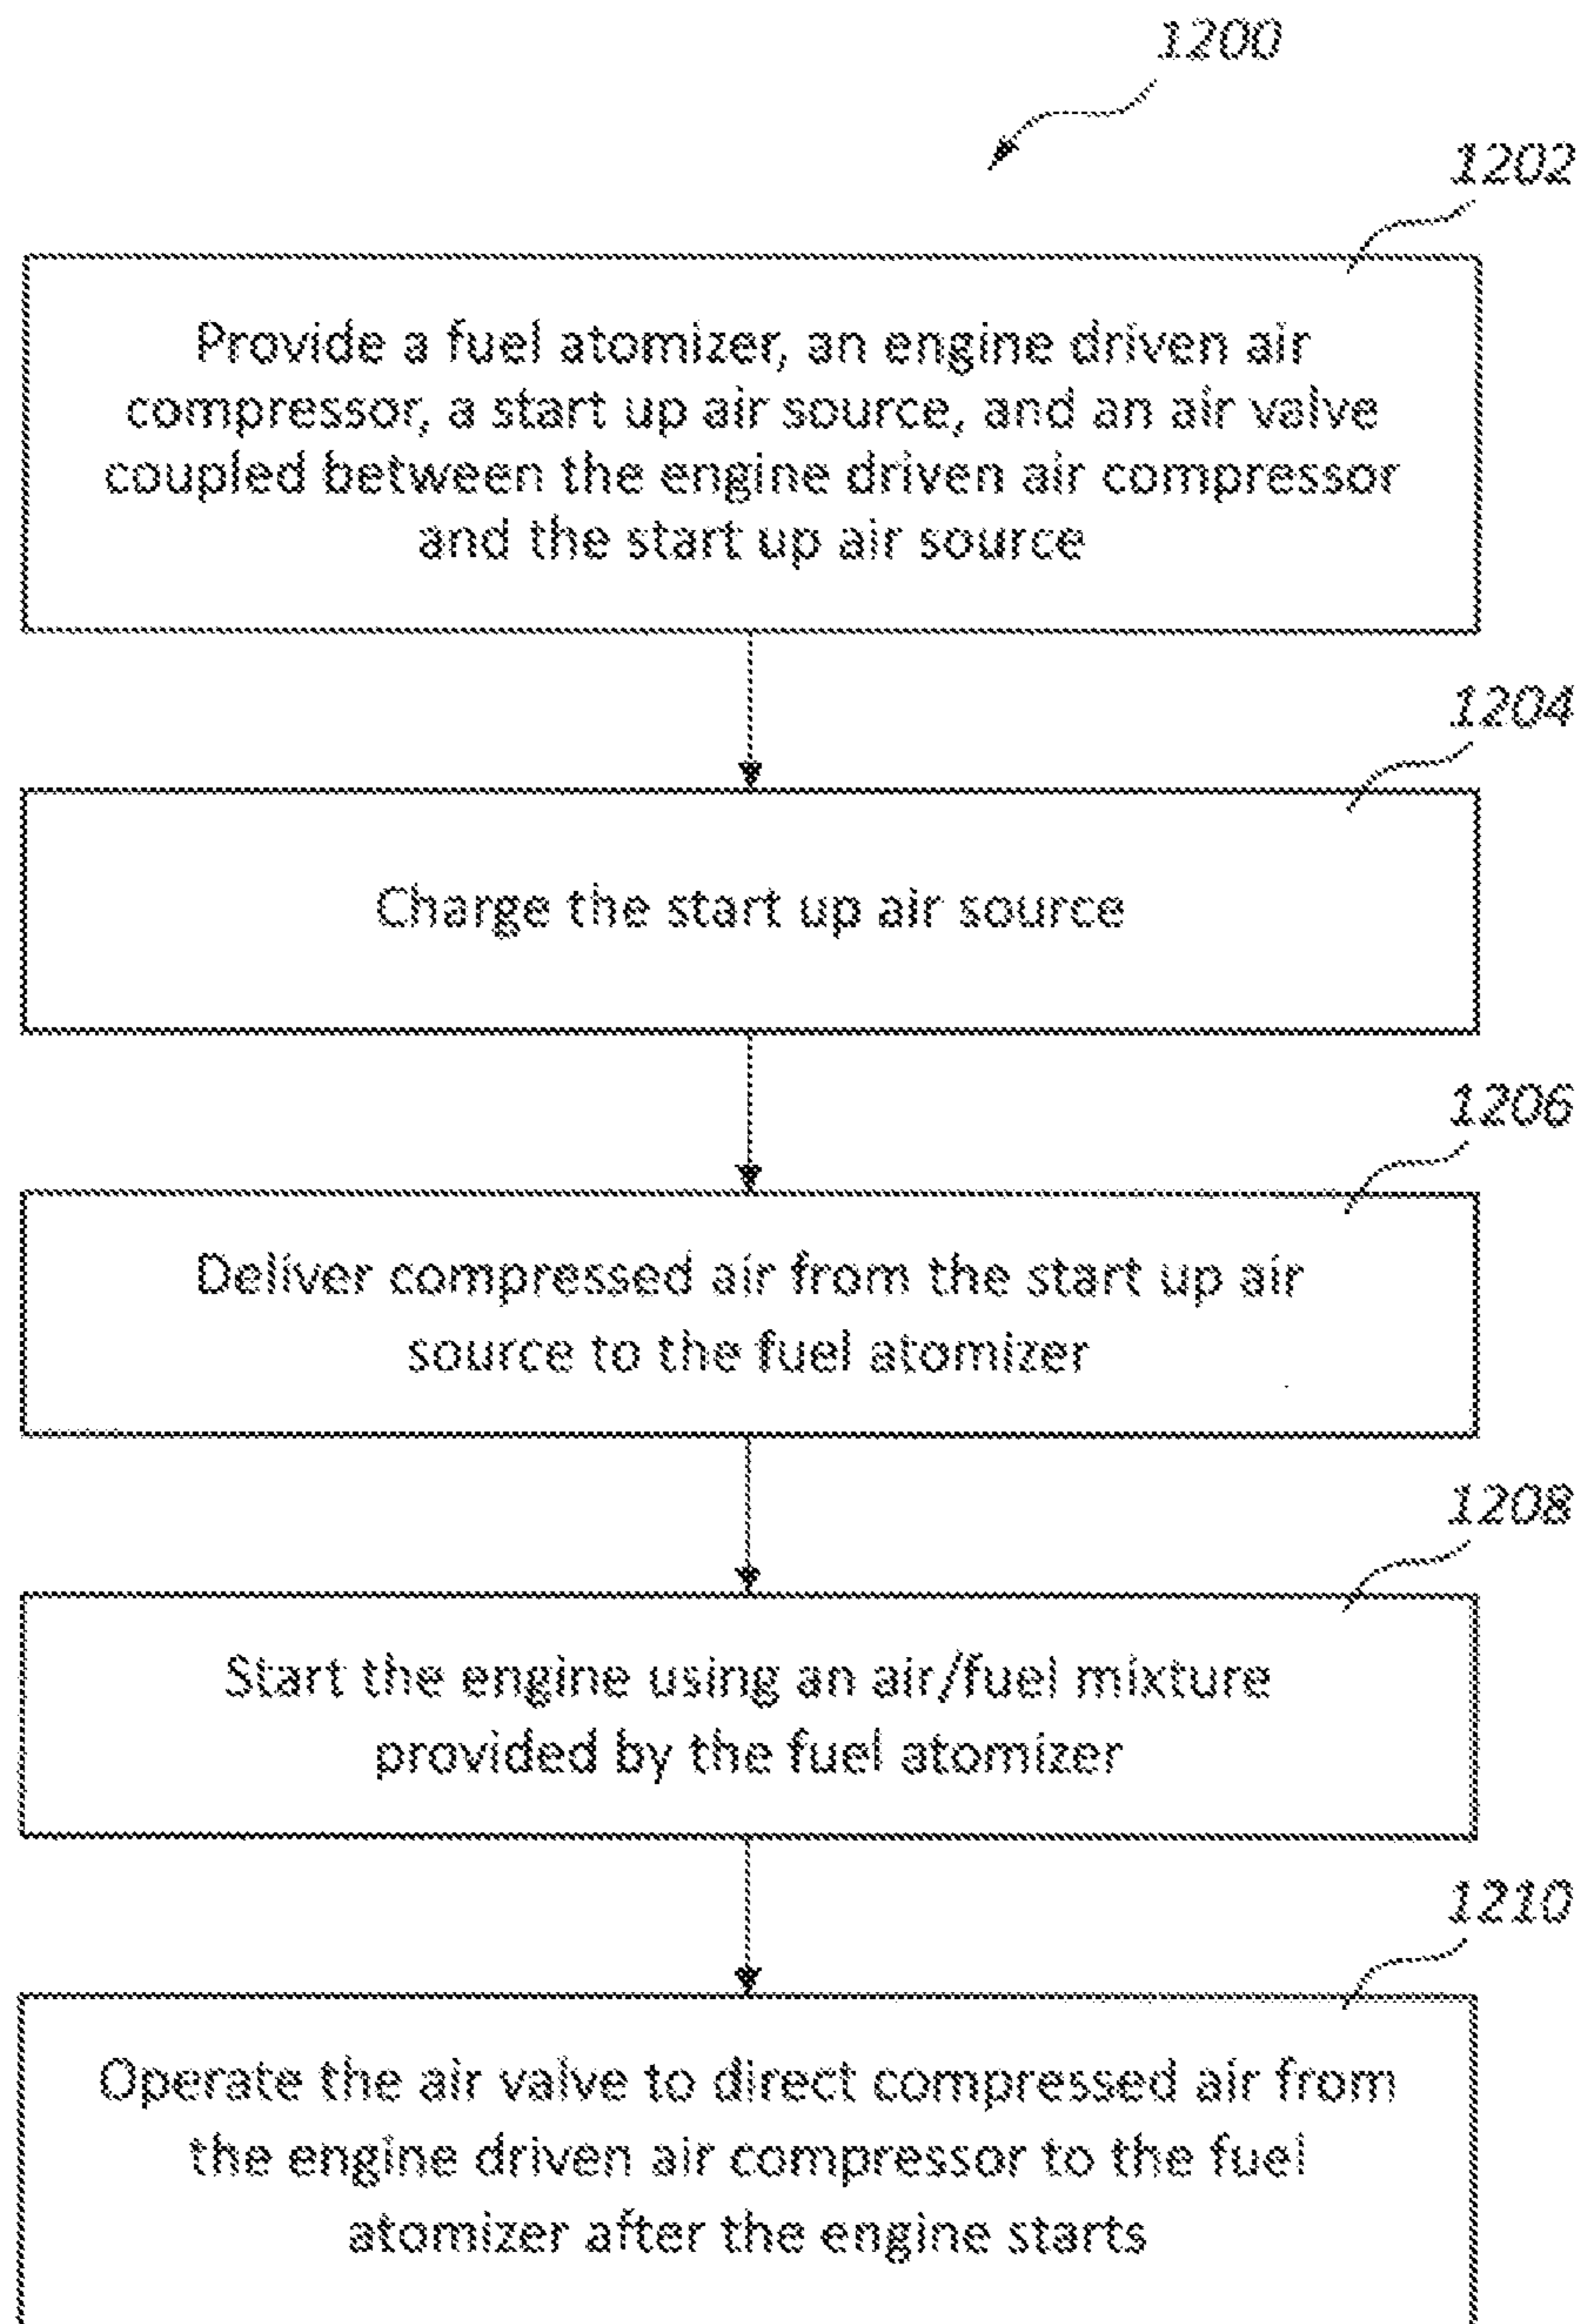 1200
1202
Provide a fuel atomizer, an engine driven air
compressor, a start up air source, and an air valve
coupled between the engine driven air compressor
and the start up air source
1204
Charge the start up air source
1206
Deliver compressed air from the start up air
source to the fuel atomizer
1208
Start the engine using an air/fuel mixture
provided by the fuel atomizer
1210
Operate the air valve to direct compressed air from
the engine driven air compressor to the fuel
atomizer after the engine starts